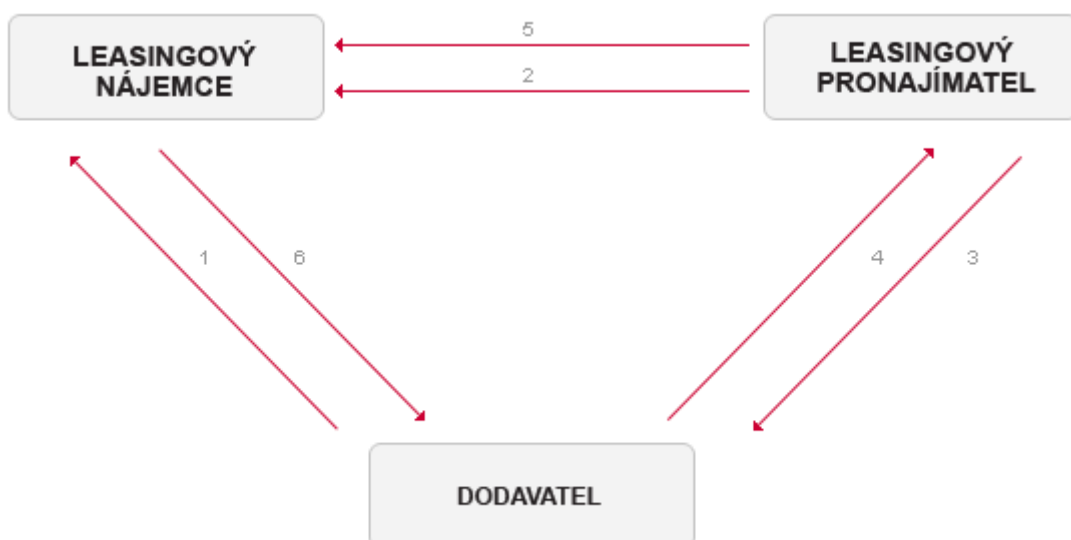 LEASINGOVÝ
NÁJEMCE
5
2
LEASINGOVÝ
PRONAJÍMATEL
1
6
4
3
DODAVATEL